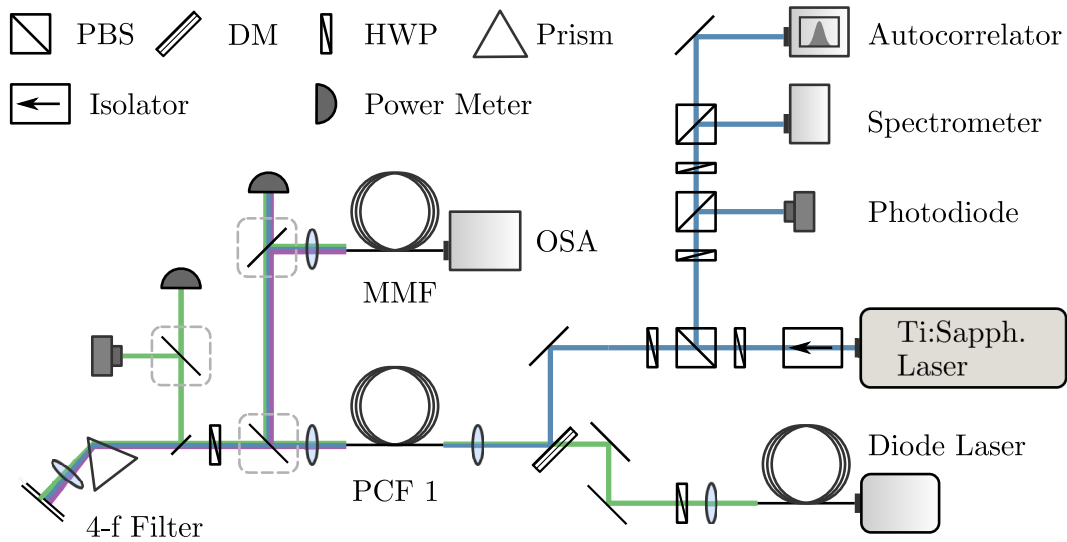 PBS DM HWP Prism
Isolator Power Meter
Autocorrelator
Spectrometer
Photodiode
OSA
MMF
Ti:Sapph.
Laser
Diode Laser
PCF 1
4-f Filter